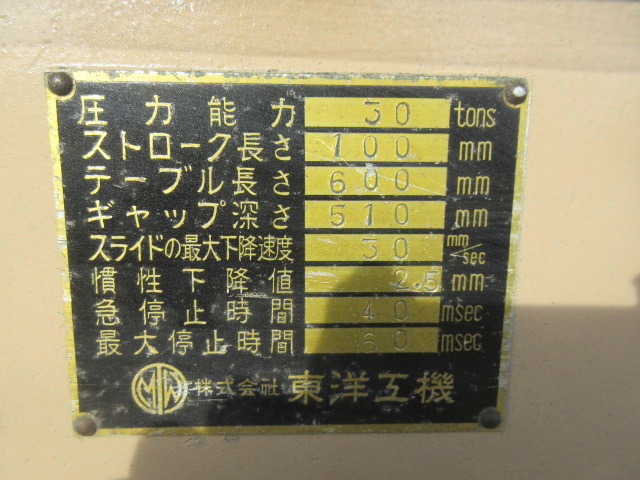 圧力能力 30 tons
ストローク長さ 100 mm
テーブル長さ 600 mm
ギャップ深さ 510 mm
スライドの最大下降速度 30 mm/sec
慣性下降値 2.5 mm
急停止時間 40 msec
最大停止時間 60 msec
株式会社 東洋工機